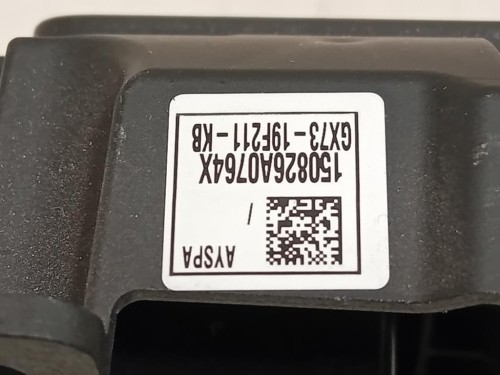 AYSPA
/
150826A0764X
GX73-19F211-KB